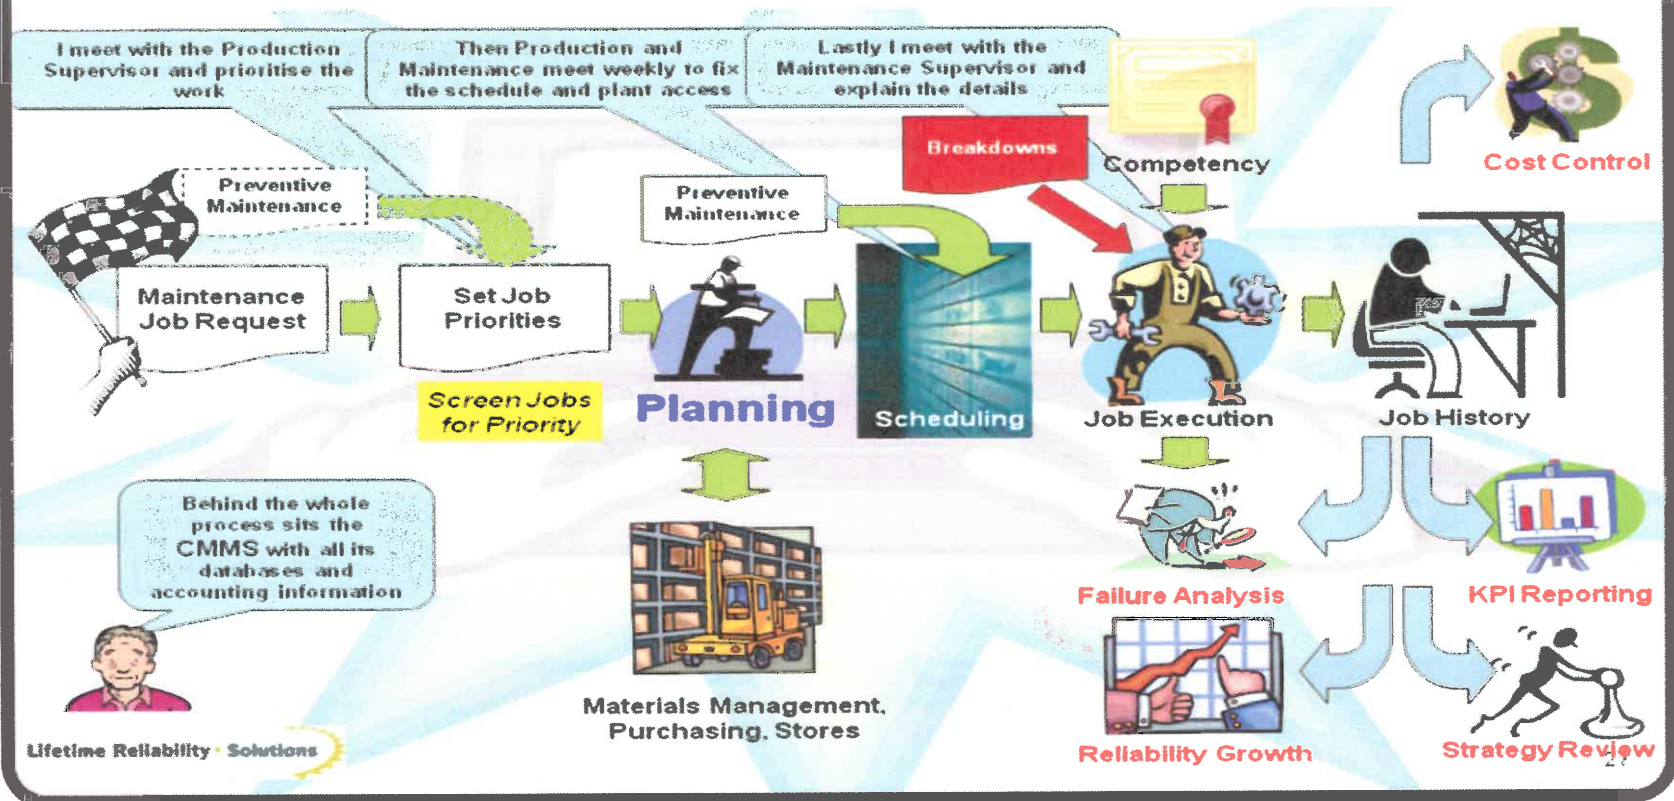 I meet with the Production
Supervisor and prioritise the
work
Then Production and
Maintenance meet weekly to fix
the schedule and plant access
Lastly I meet with the
Maintenance Supervisor and
explain the details
Breakdowns
Competency
Cost Control
Preventive
Maintenance
Preventive
Maintenance
Maintenance
Job Request
Set Job
Priorities
Screen Jobs
for Priority
Planning
Scheduling
Job Execution
Job History
Behind the whole
process sits the
CMMS with all its
databases and
accounting information
Failure Analysis
KPI Reporting
Materials Management,
Purchasing, Stores
Reliability Growth
Strategy Review
Lifetime Reliability Solutions